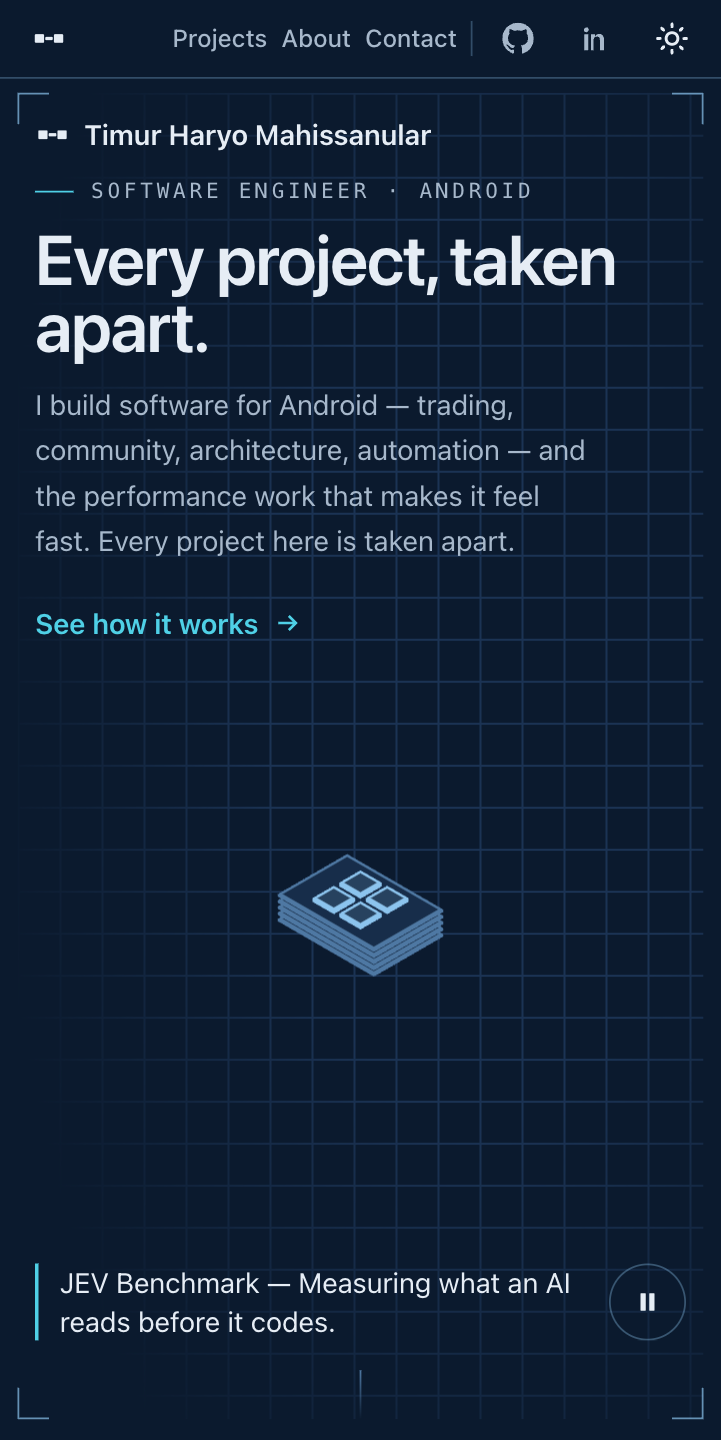 Projects About Contact
Timur Haryo Mahissanular
SOFTWARE ENGINEER · ANDROID
Every project, taken
apart.
I build software for Android — trading,
community, architecture, automation — and
the performance work that makes it feel
fast. Every project here is taken apart.
See how it works →
JEV Benchmark — Measuring what an AI
reads before it codes.